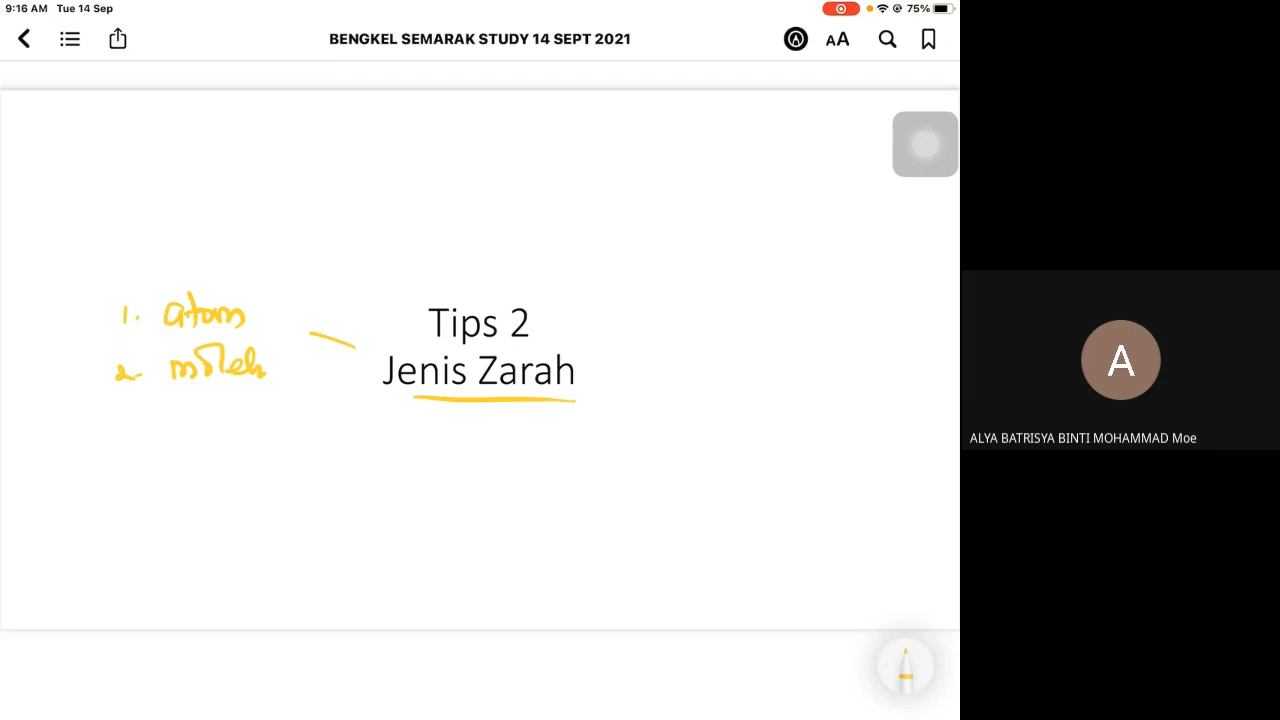 9:16 AM Tue 14 Sep
75%
BENGKEL SEMARAK STUDY 14 SEPT 2021
AA
1. atom
2.
Tips 2
Jenis Zarah
A
ALYA BATRISYA BINTI MOHAMMAD Moe